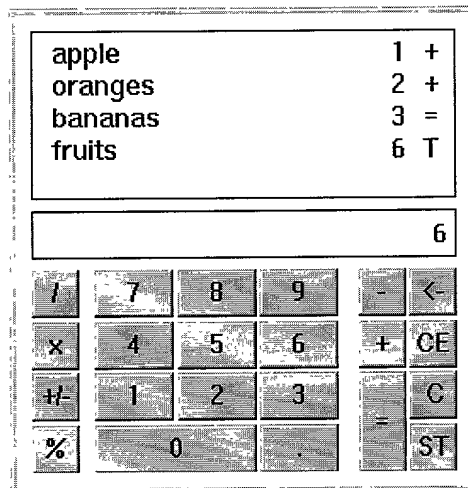 apple 1 +
oranges 2 +
bananas 3 =
fruits 6 T
6
/ 7 8 9 - <-
x 4 5 6 + CE
+/- 1 2 3 = C
% 0 . ST